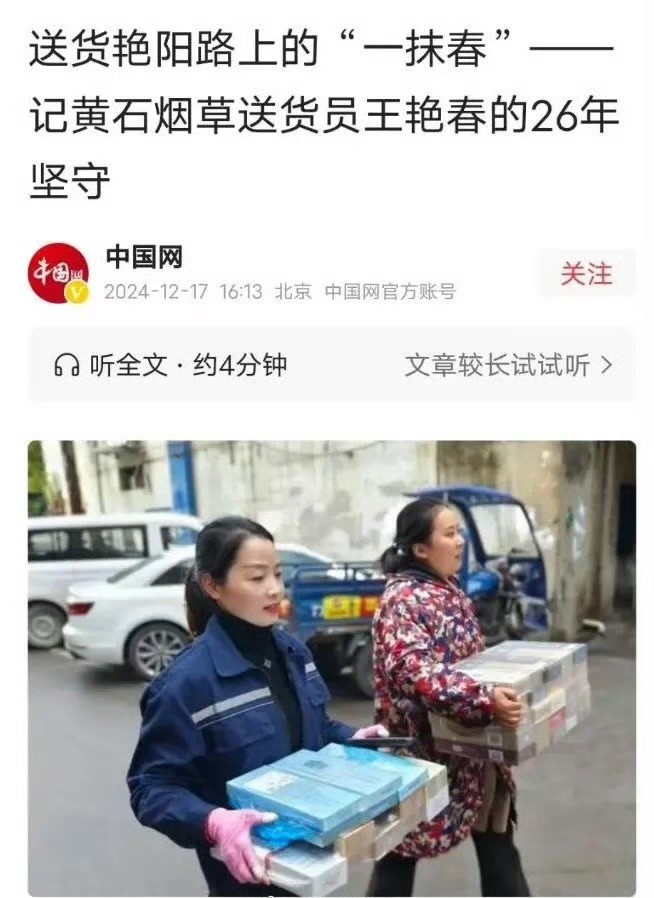 送货艳阳路上的“一抹春”——
记黄石烟草送货员王艳春的26年
坚守
中国网
2024-12-17 16:13 北京 中国网官方账号
关注
听全文·约4分钟
文章较长试试听